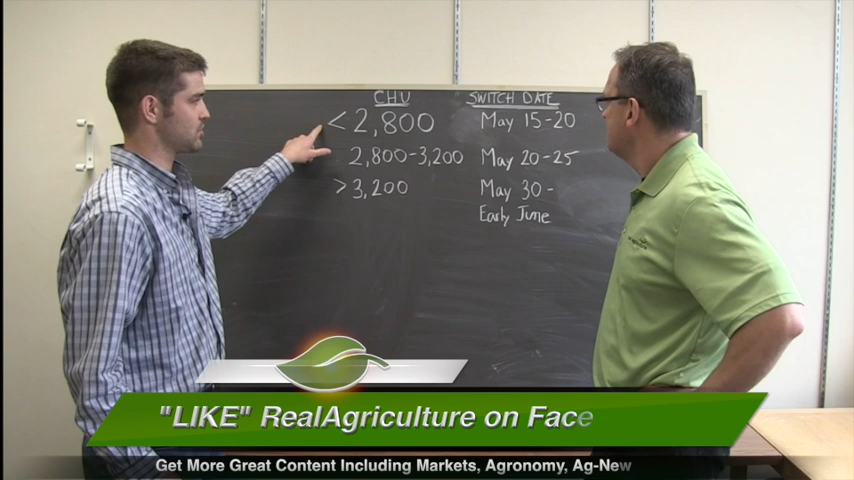 CHU SWITCH DATE
<2,800 May 15-20
2,800-3,200 May 20-25
>3,200 May 30-
Early June
"LIKE" RealAgriculture on Face
Get More Great Content Including Markets, Agronomy, Ag-New